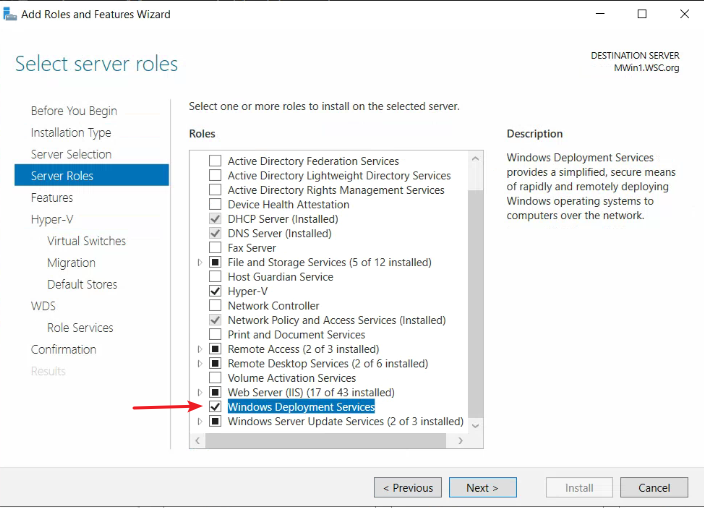 Add Roles and Features Wizard
Select server roles
DESTINATION SERVER
MWin1.WSC.org
Before You Begin
Installation Type
Server Selection
Server Roles
Features
Hyper-V
Virtual Switches
Migration
Default Stores
WDS
Role Services
Confirmation
Results
Select one or more roles to install on the selected server.
Roles
Active Directory Federation Services
Active Directory Lightweight Directory Services
Active Directory Rights Management Services
Device Health Attestation
DHCP Server (Installed)
DNS Server (Installed)
Fax Server
File and Storage Services (5 of 12 installed)
Host Guardian Service
Hyper-V
Network Controller
Network Policy and Access Services (Installed)
Print and Document Services
Remote Access (2 of 3 installed)
Remote Desktop Services (2 of 6 installed)
Volume Activation Services
Web Server (IIS) (17 of 43 installed)
Windows Deployment Services
Windows Server Update Services (2 of 3 installed)
Description
Windows Deployment Services
provides a simplified, secure means
of rapidly and remotely deploying
Windows operating systems to
computers over the network.
< Previous
Next >
Install
Cancel